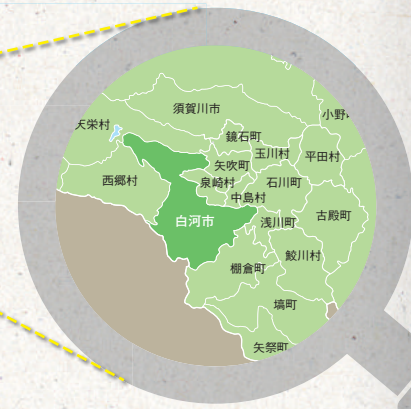 須賀川市
小野
天栄村
鏡石町
玉川村
平田村
矢吹町
西郷村
泉崎村
石川町
中島村
白河市
浅川町
古殿町
鮫川村
棚倉町
塙町
矢祭町